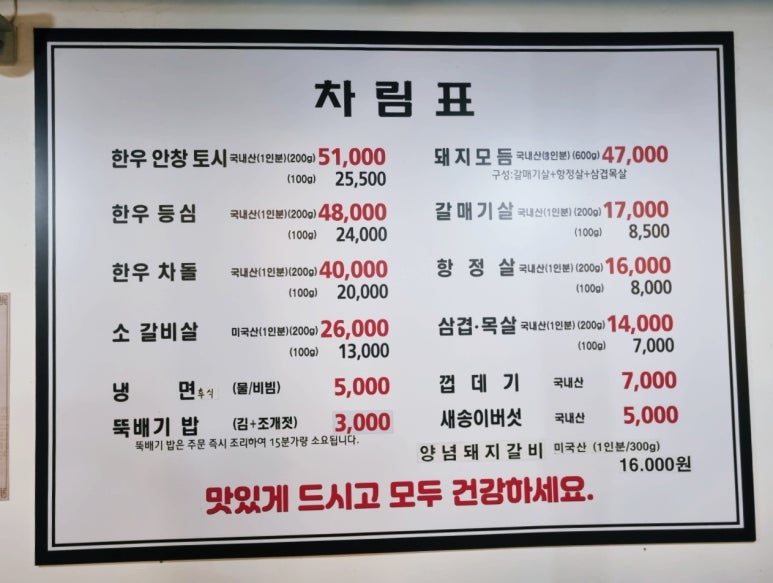 차림표
한우 안창 토시 국내산(1인분)(200g) 51,000
(100g) 25,500
한우 등심 국내산(1인분)(200g) 48,000
(100g) 24,000
한우 차돌 국내산(1인분)(200g) 40,000
(100g) 20,000
소 갈비살 미국산(1인분)(200g) 26,000
(100g) 13,000
냉 면 후식 (물/비빔) 5,000
뚝배기 밥 (김+조개젓) 3,000
뚝배기 밥은 주문 즉시 조리하여 15분가량 소요됩니다.
돼지모듬 국내산(3인분)(600g) 47,000
구성:갈매기살+항정살+삼겹목살
갈매기살 국내산(1인분)(200g) 17,000
(100g) 8,500
항정살 국내산(1인분)(200g) 16,000
(100g) 8,000
삼겹·목살 국내산(1인분)(200g) 14,000
(100g) 7,000
껍데기 국내산 7,000
새송이버섯 국내산 5,000
양념돼지갈비 미국산 (1인분/300g)
16.000원
맛있게 드시고 모두 건강하세요.